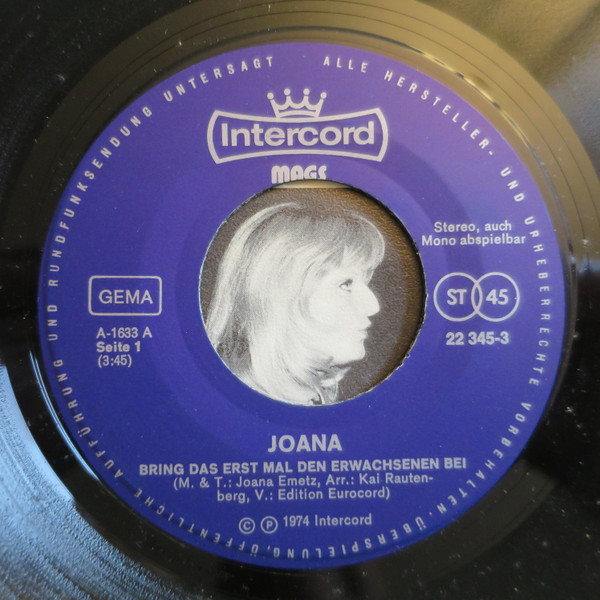 ALLE HERSTELLER- UND URHEBERRECHTE VORBEHALTEN · ÜBERSPIELUNG, ÖFFENTLICHE AUFFÜHRUNG UND RUNDFUNKSENDUNG UNTERSAGT
Intercord
MAGS
Stereo, auch
Mono abspielbar
GEMA
ST 45
A-1633 A
Seite 1
(3:45)
22 345-3
JOANA
BRING DAS ERST MAL DEN ERWACHSENEN BEI
(M. & T.: Joana Emetz, Arr.: Kai Rauten-
berg, V.: Edition Eurocord)
© ℗ 1974 Intercord